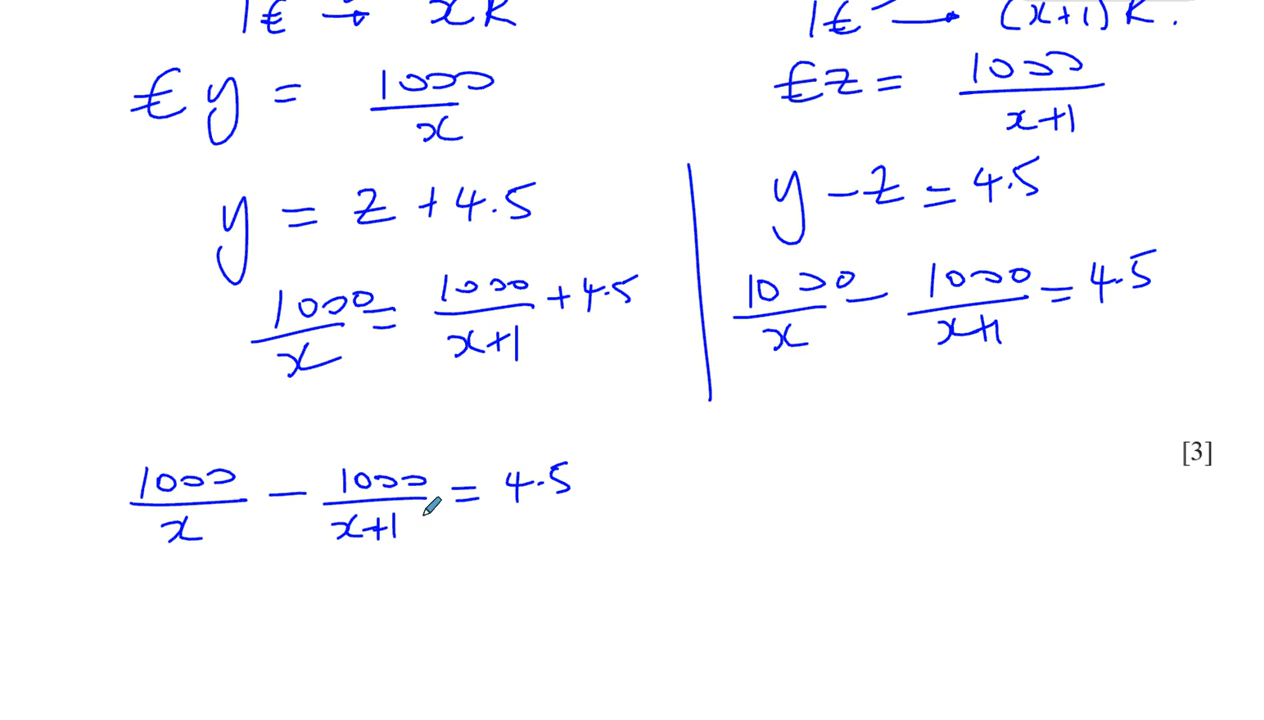 1€ → xK 1€ → (x+1)K.
€y = 1000/x €z = 1000/(x+1)
y = z + 4.5 y − z = 4.5
1000/x = 1000/(x+1) + 4.5 1000/x − 1000/(x+1) = 4.5
[3]
1000/x − 1000/(x+1) = 4.5